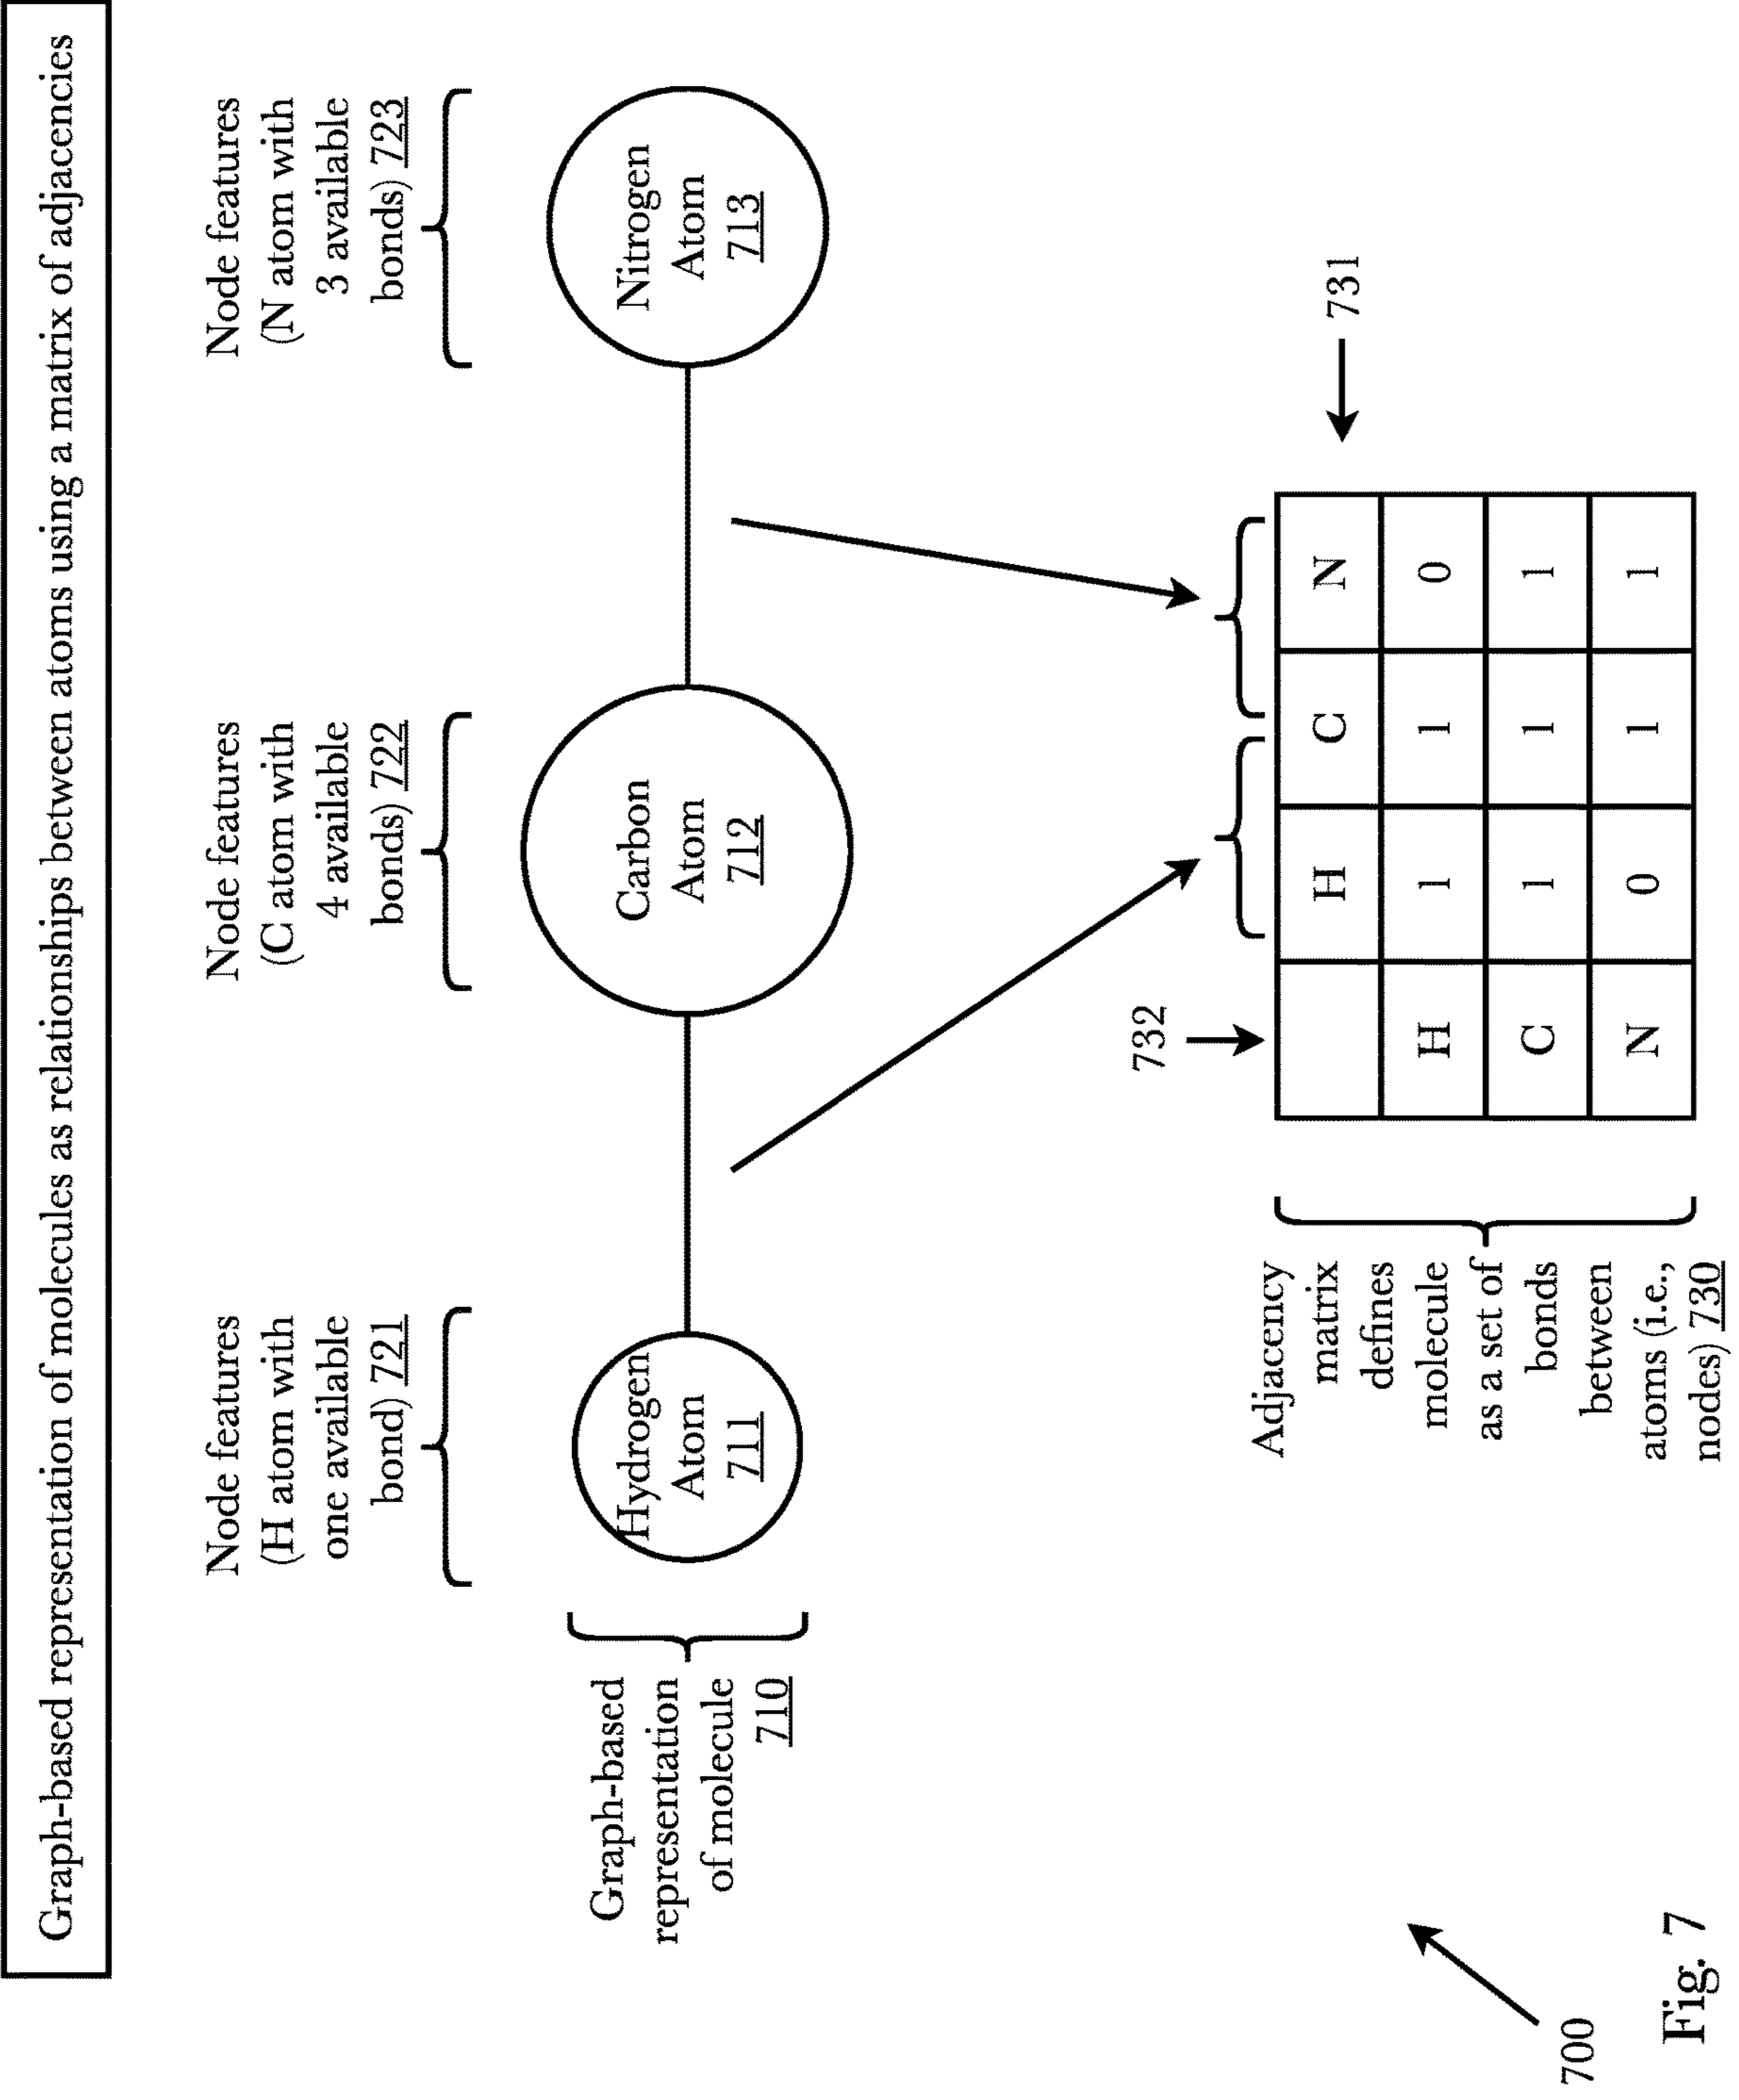 Graph-based representation of molecules as relationships between atoms using a matrix of adjacencies
Node features
(H atom with
one available
bond) 721
Node features
(C atom with
4 available
bonds) 722
Node features
(N atom with
3 available
bonds) 723
Graph-based
representation
of molecule
710
Hydrogen
Atom
711
Carbon
Atom
712
Nitrogen
Atom
713
732
731
Adjacency
matrix
defines
molecule
as a set of
bonds
between
atoms (i.e.,
nodes) 730
H C N
H 1 1 0
C 1 1 1
N 0 1 1
700
Fig. 7